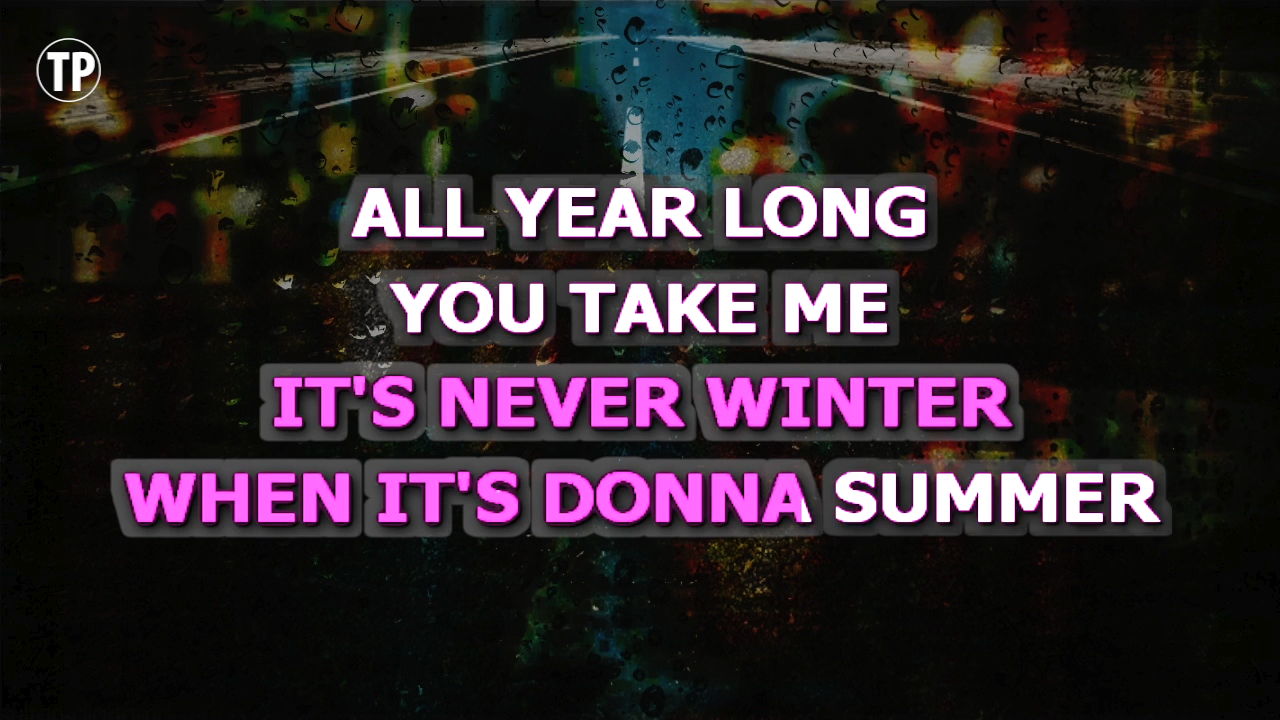 TP
ALL YEAR LONG
YOU TAKE ME
IT'S NEVER WINTER
WHEN IT'S DONNA SUMMER